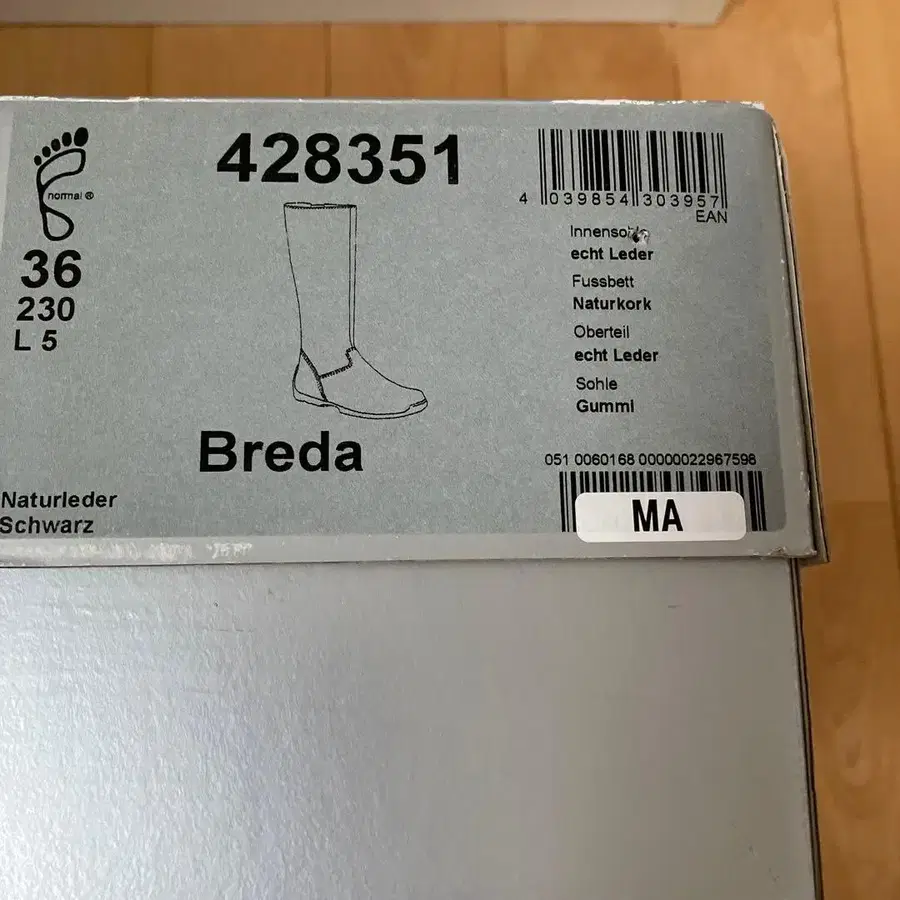 normal ®
36
230
L 5
428351
Breda
Naturleder
Schwarz
4 039854 303957
EAN
Innensohle
echt Leder
Fussbett
Naturkork
Oberteil
echt Leder
Sohle
Gummi
051 0060168 00000022967598
MA